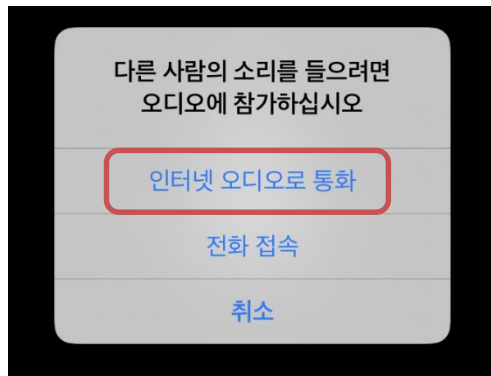 다른 사람의 소리를 들으려면
오디오에 참가하십시오
인터넷 오디오로 통화
전화 접속
취소